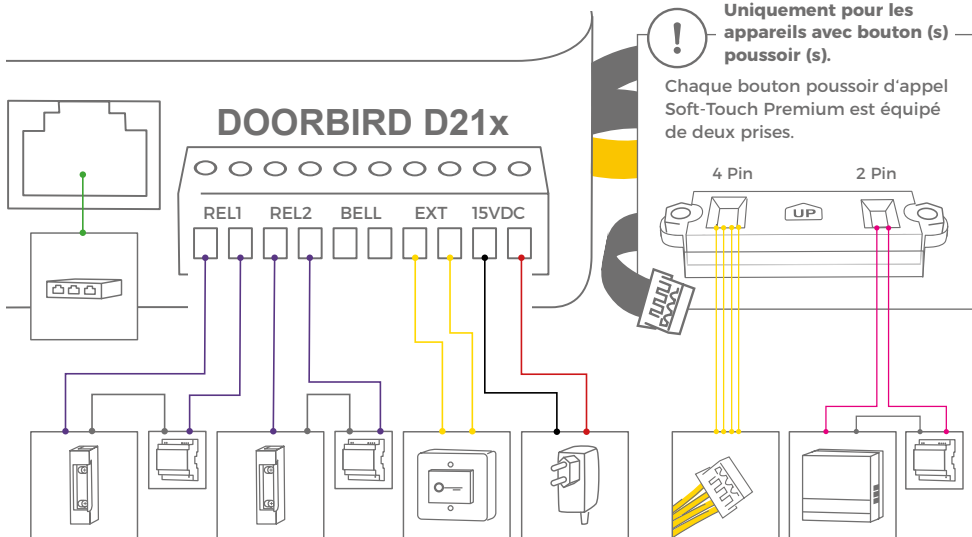 Uniquement pour les
appareils avec bouton (s)
poussoir (s).
Chaque bouton poussoir d‘appel
Soft-Touch Premium est équipé
de deux prises.
DOORBIRD D21x
REL1 REL2 BELL EXT 15VDC
4 Pin 2 Pin
UP